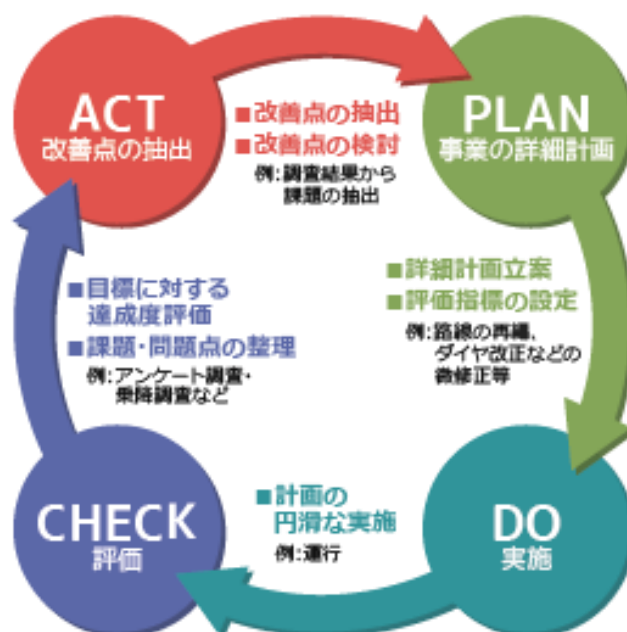 ACT
改善点の抽出
■改善点の抽出
■改善点の検討
例:調査結果から
課題の抽出
PLAN
事業の詳細計画
■詳細計画立案
■評価指標の設定
例:路線の再編、
ダイヤ改正などの
微修正等
■目標に対する
達成度評価
■課題・問題点の整理
例:アンケート調査・
乗降調査など
CHECK
評価
■計画の
円滑な実施
例:運行
DO
実施